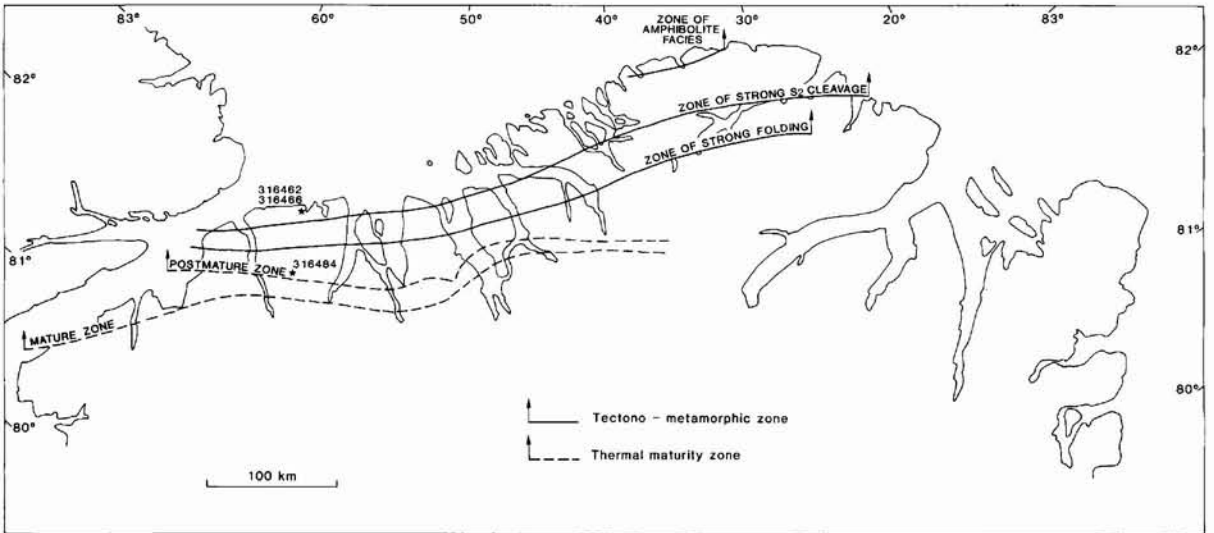 83° 60° 50° 40° 30° 20° 83°
ZONE OF
AMPHIBOLITE
FACIES
82° 82°
ZONE OF STRONG S2 CLEAVAGE
ZONE OF STRONG FOLDING
316462
316466
81° 81°
POSTMATURE ZONE 316484
MATURE ZONE
80° 80°
Tectono - metamorphic zone
Thermal maturity zone
100 km